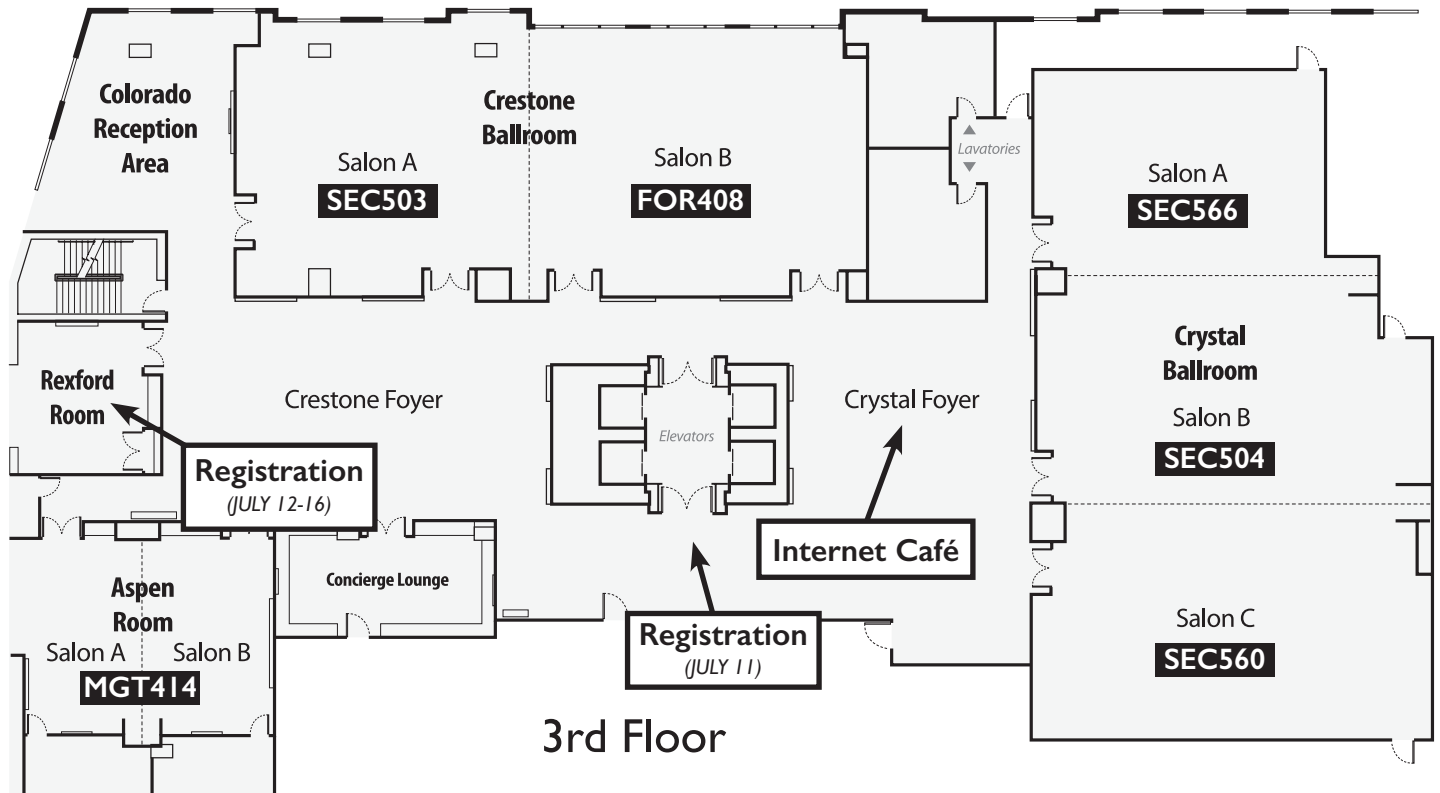 Colorado
Reception
Area
Crestone
Ballroom
Salon A
SEC503
Salon B
FOR408
Lavatories
Salon A
SEC566
Crystal
Ballroom
Salon B
SEC504
Salon C
SEC560
Rexford
Room
Crestone Foyer
Elevators
Crystal Foyer
Registration
(JULY 12-16)
Internet Café
Concierge Lounge
Registration
(JULY 11)
Aspen
Room
Salon A
Salon B
MGT414
3rd Floor